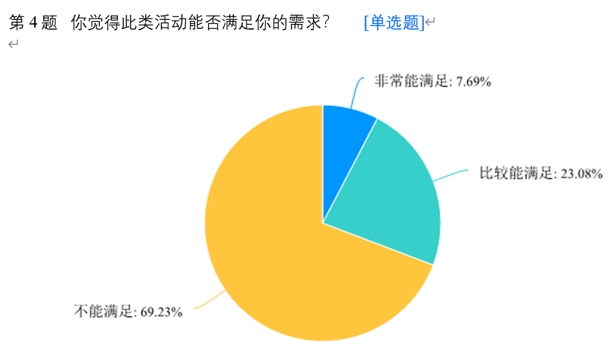 第 4 题 你觉得此类活动能否满足你的需求? [单选题]↵
↵
非常能满足: 7.69%
比较能满足: 23.08%
不能满足: 69.23%